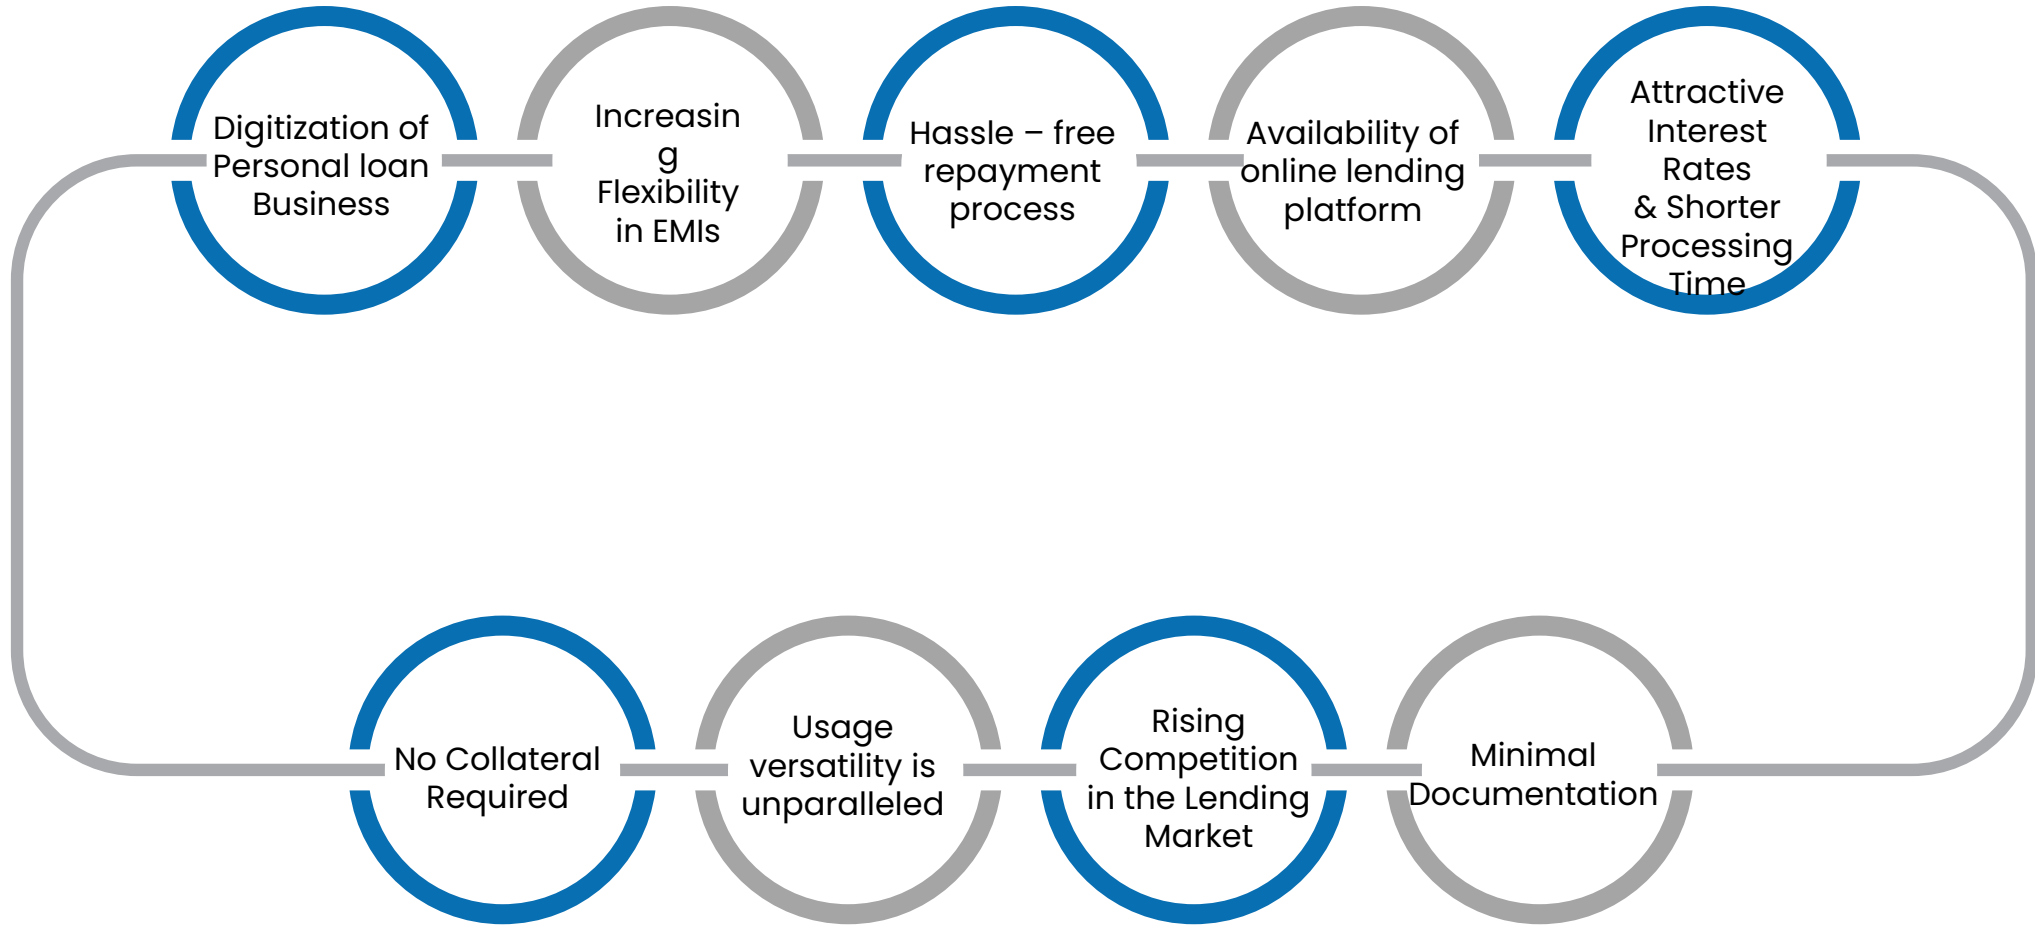 Digitization of
Personal loan
Business
Increasin
g
Flexibility
in EMIs
Hassle – free
repayment
process
Availability of
online lending
platform
Attractive
Interest
Rates
& Shorter
Processing
Time
No Collateral
Required
Usage
versatility is
unparalleled
Rising
Competition
in the Lending
Market
Minimal
Documentation